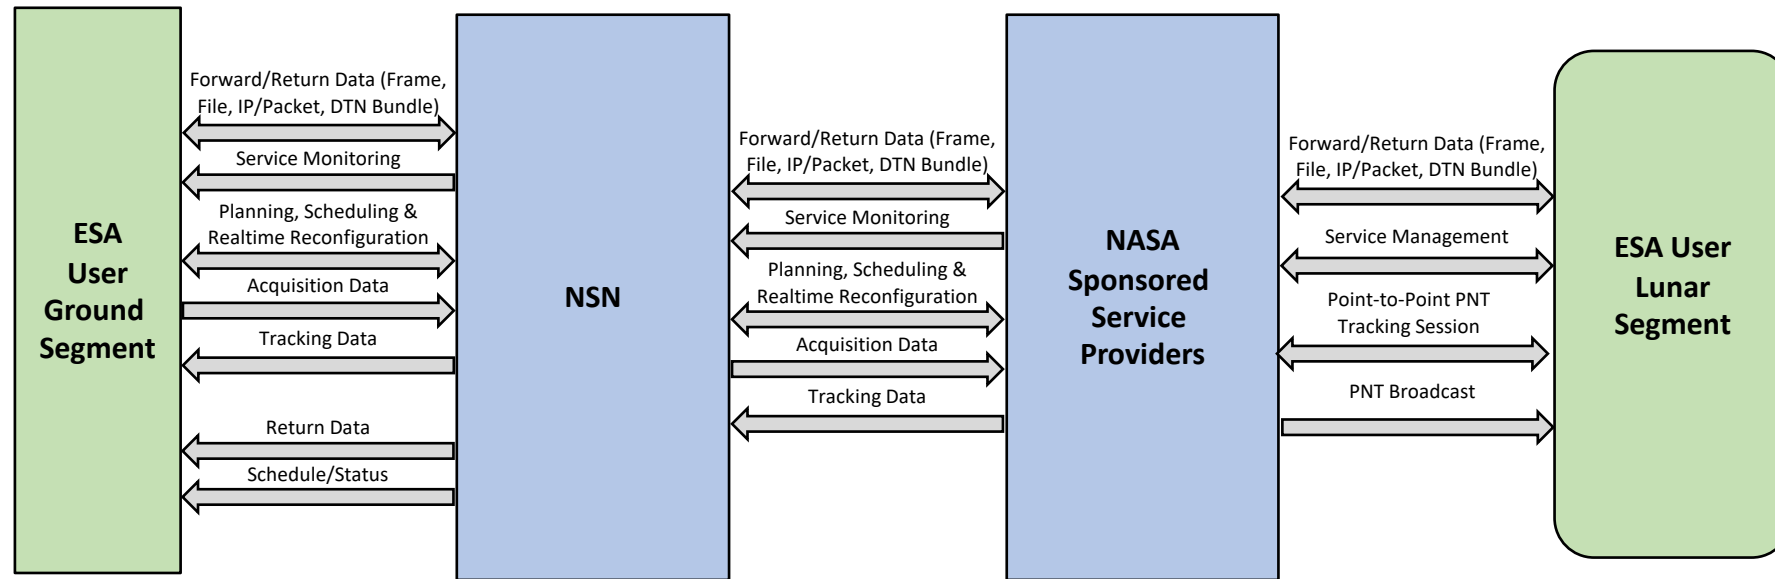 ESA
User
Ground
Segment
Forward/Return Data (Frame,
File, IP/Packet, DTN Bundle)
Service Monitoring
Planning, Scheduling &
Realtime Reconfiguration
Acquisition Data
Tracking Data
Return Data
Schedule/Status
NSN
Forward/Return Data (Frame,
File, IP/Packet, DTN Bundle)
Service Monitoring
Planning, Scheduling &
Realtime Reconfiguration
Acquisition Data
Tracking Data
NASA
Sponsored
Service
Providers
Forward/Return Data (Frame,
File, IP/Packet, DTN Bundle)
Service Management
Point-to-Point PNT
Tracking Session
PNT Broadcast
ESA User
Lunar
Segment